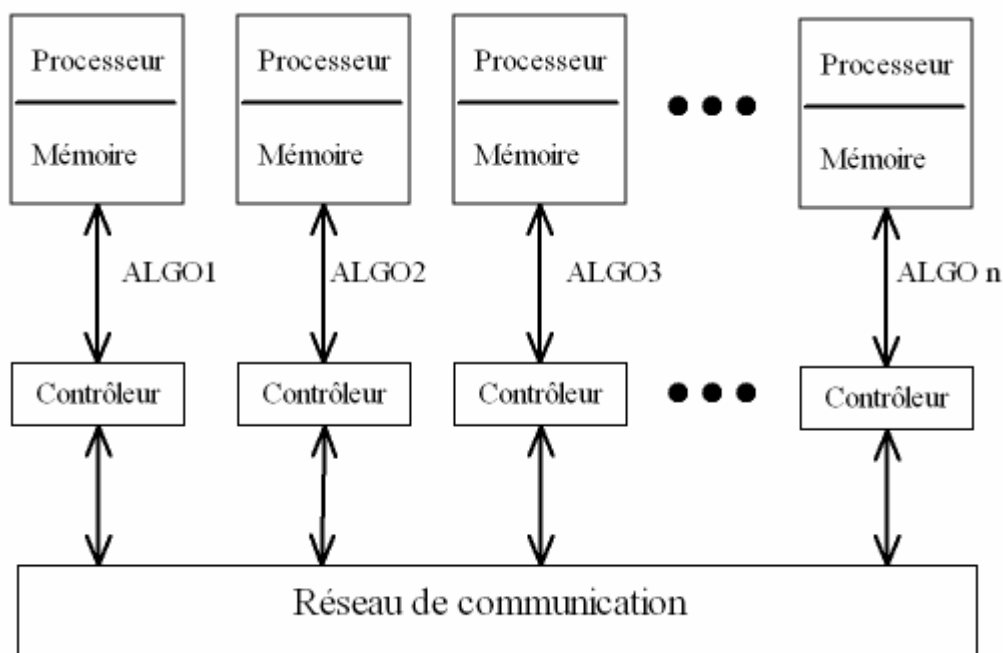 Processeur
Mémoire
Processeur
Mémoire
Processeur
Mémoire
Processeur
Mémoire
ALGO1
ALGO2
ALGO3
ALGO n
Contrôleur
Contrôleur
Contrôleur
Contrôleur
Réseau de communication